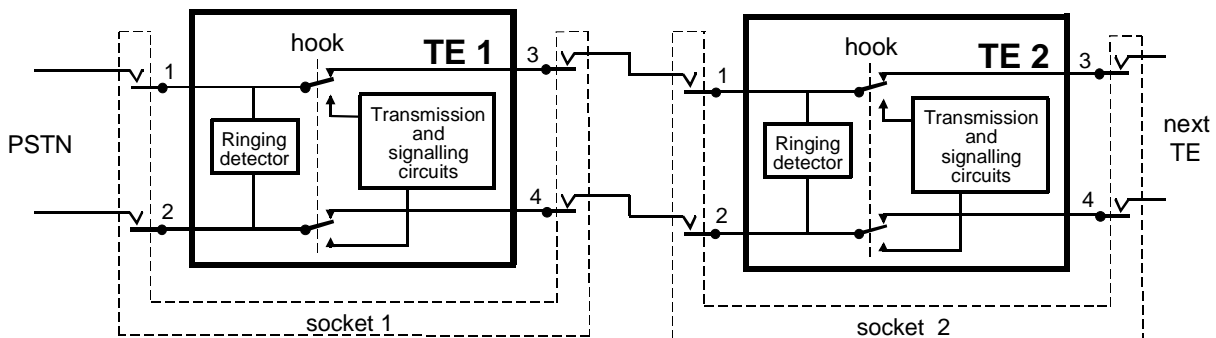 PSTN
1
2
hook
TE 1
Ringing
detector
Transmission
and
signalling
circuits
3
4
socket 1
1
2
hook
TE 2
Ringing
detector
Transmission
and
signalling
circuits
3
4
socket 2
next
TE